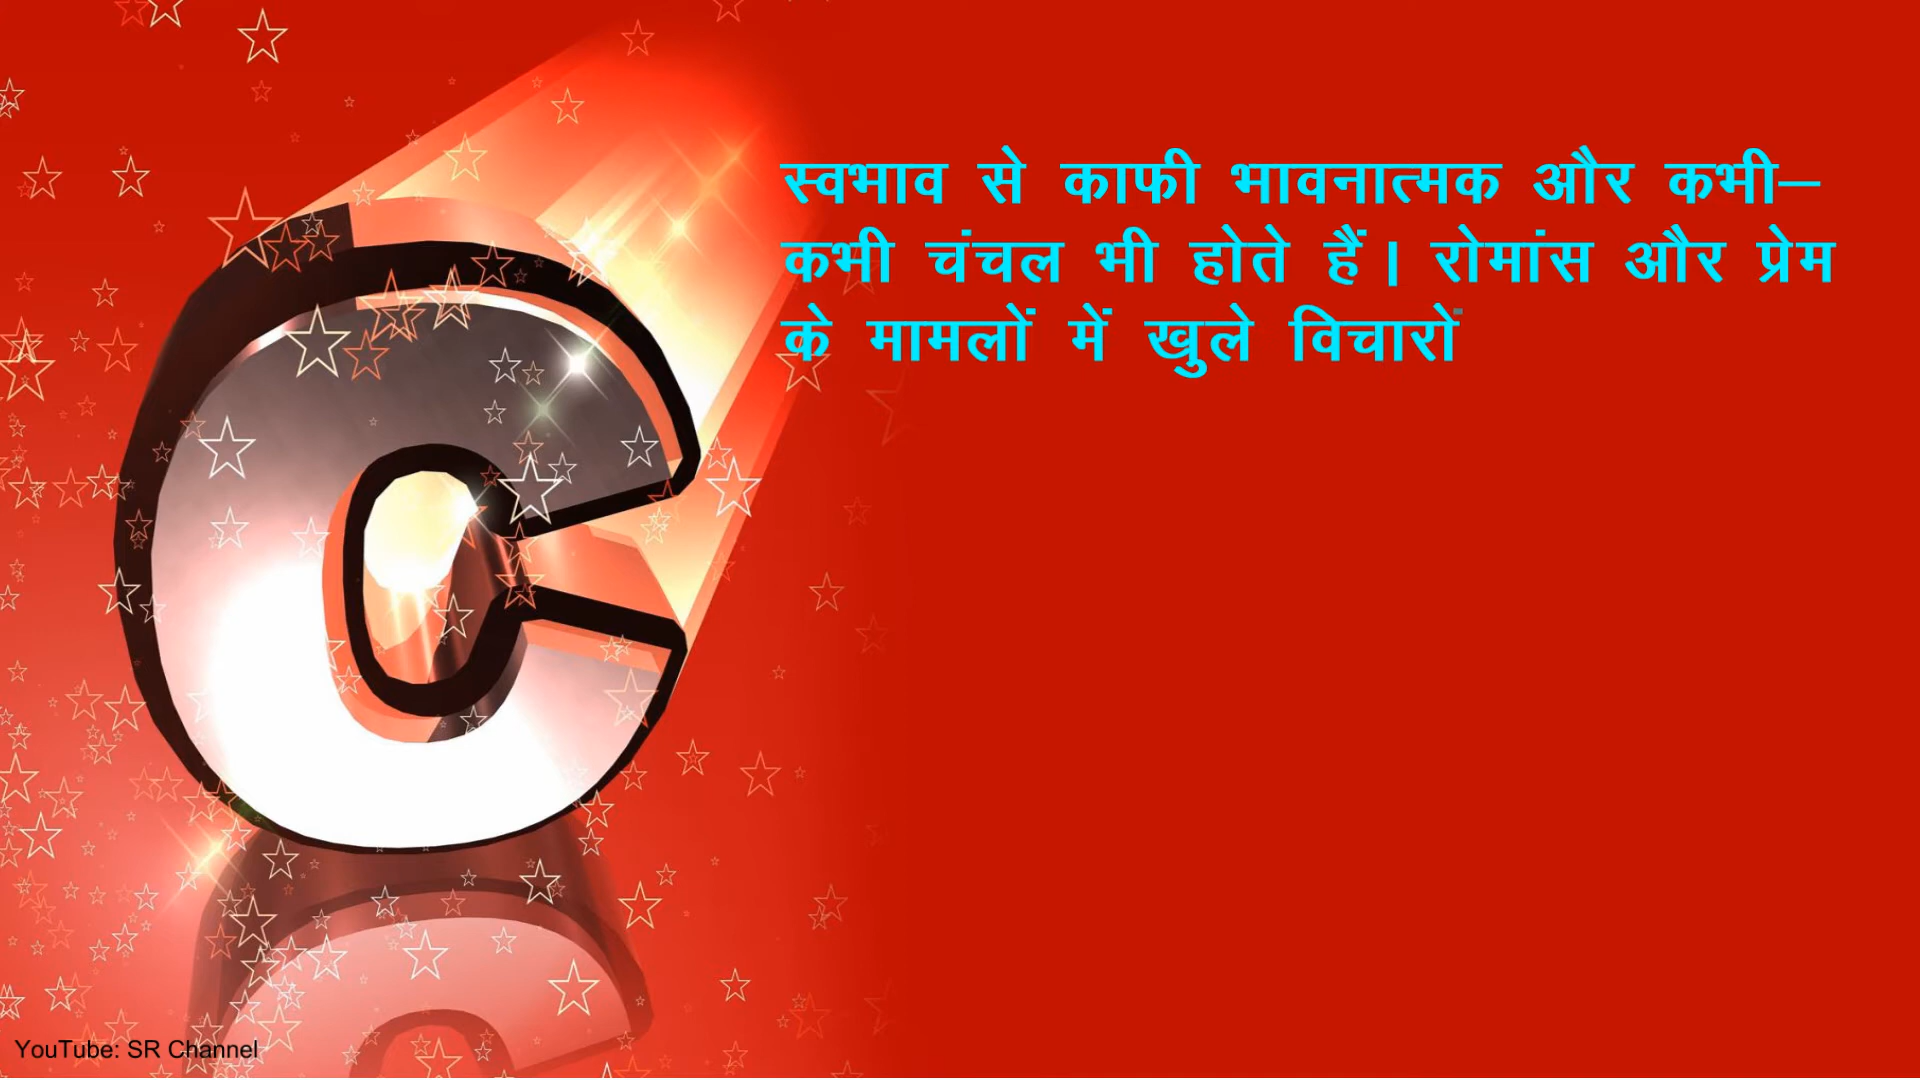 स्वभाव से काफी भावनात्मक और कभी–
कभी चंचल भी होते हैं। रोमांस और प्रेम
के मामलों में खुले विचारों
C
YouTube: SR Channel